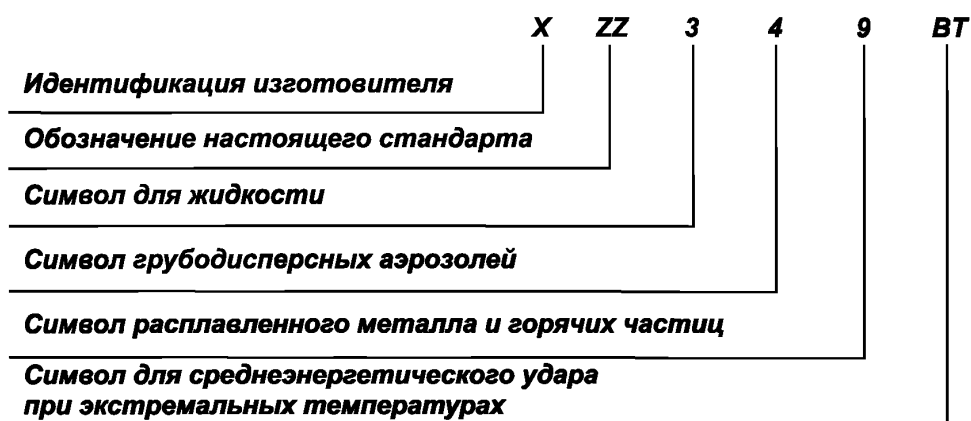 X ZZ 3 4 9 BT
Идентификация изготовителя
Обозначение настоящего стандарта
Символ для жидкости
Символ грубодисперсных аэрозолей
Символ расплавленного металла и горячих частиц
Символ для среднеэнергетического удара
при экстремальных температурах